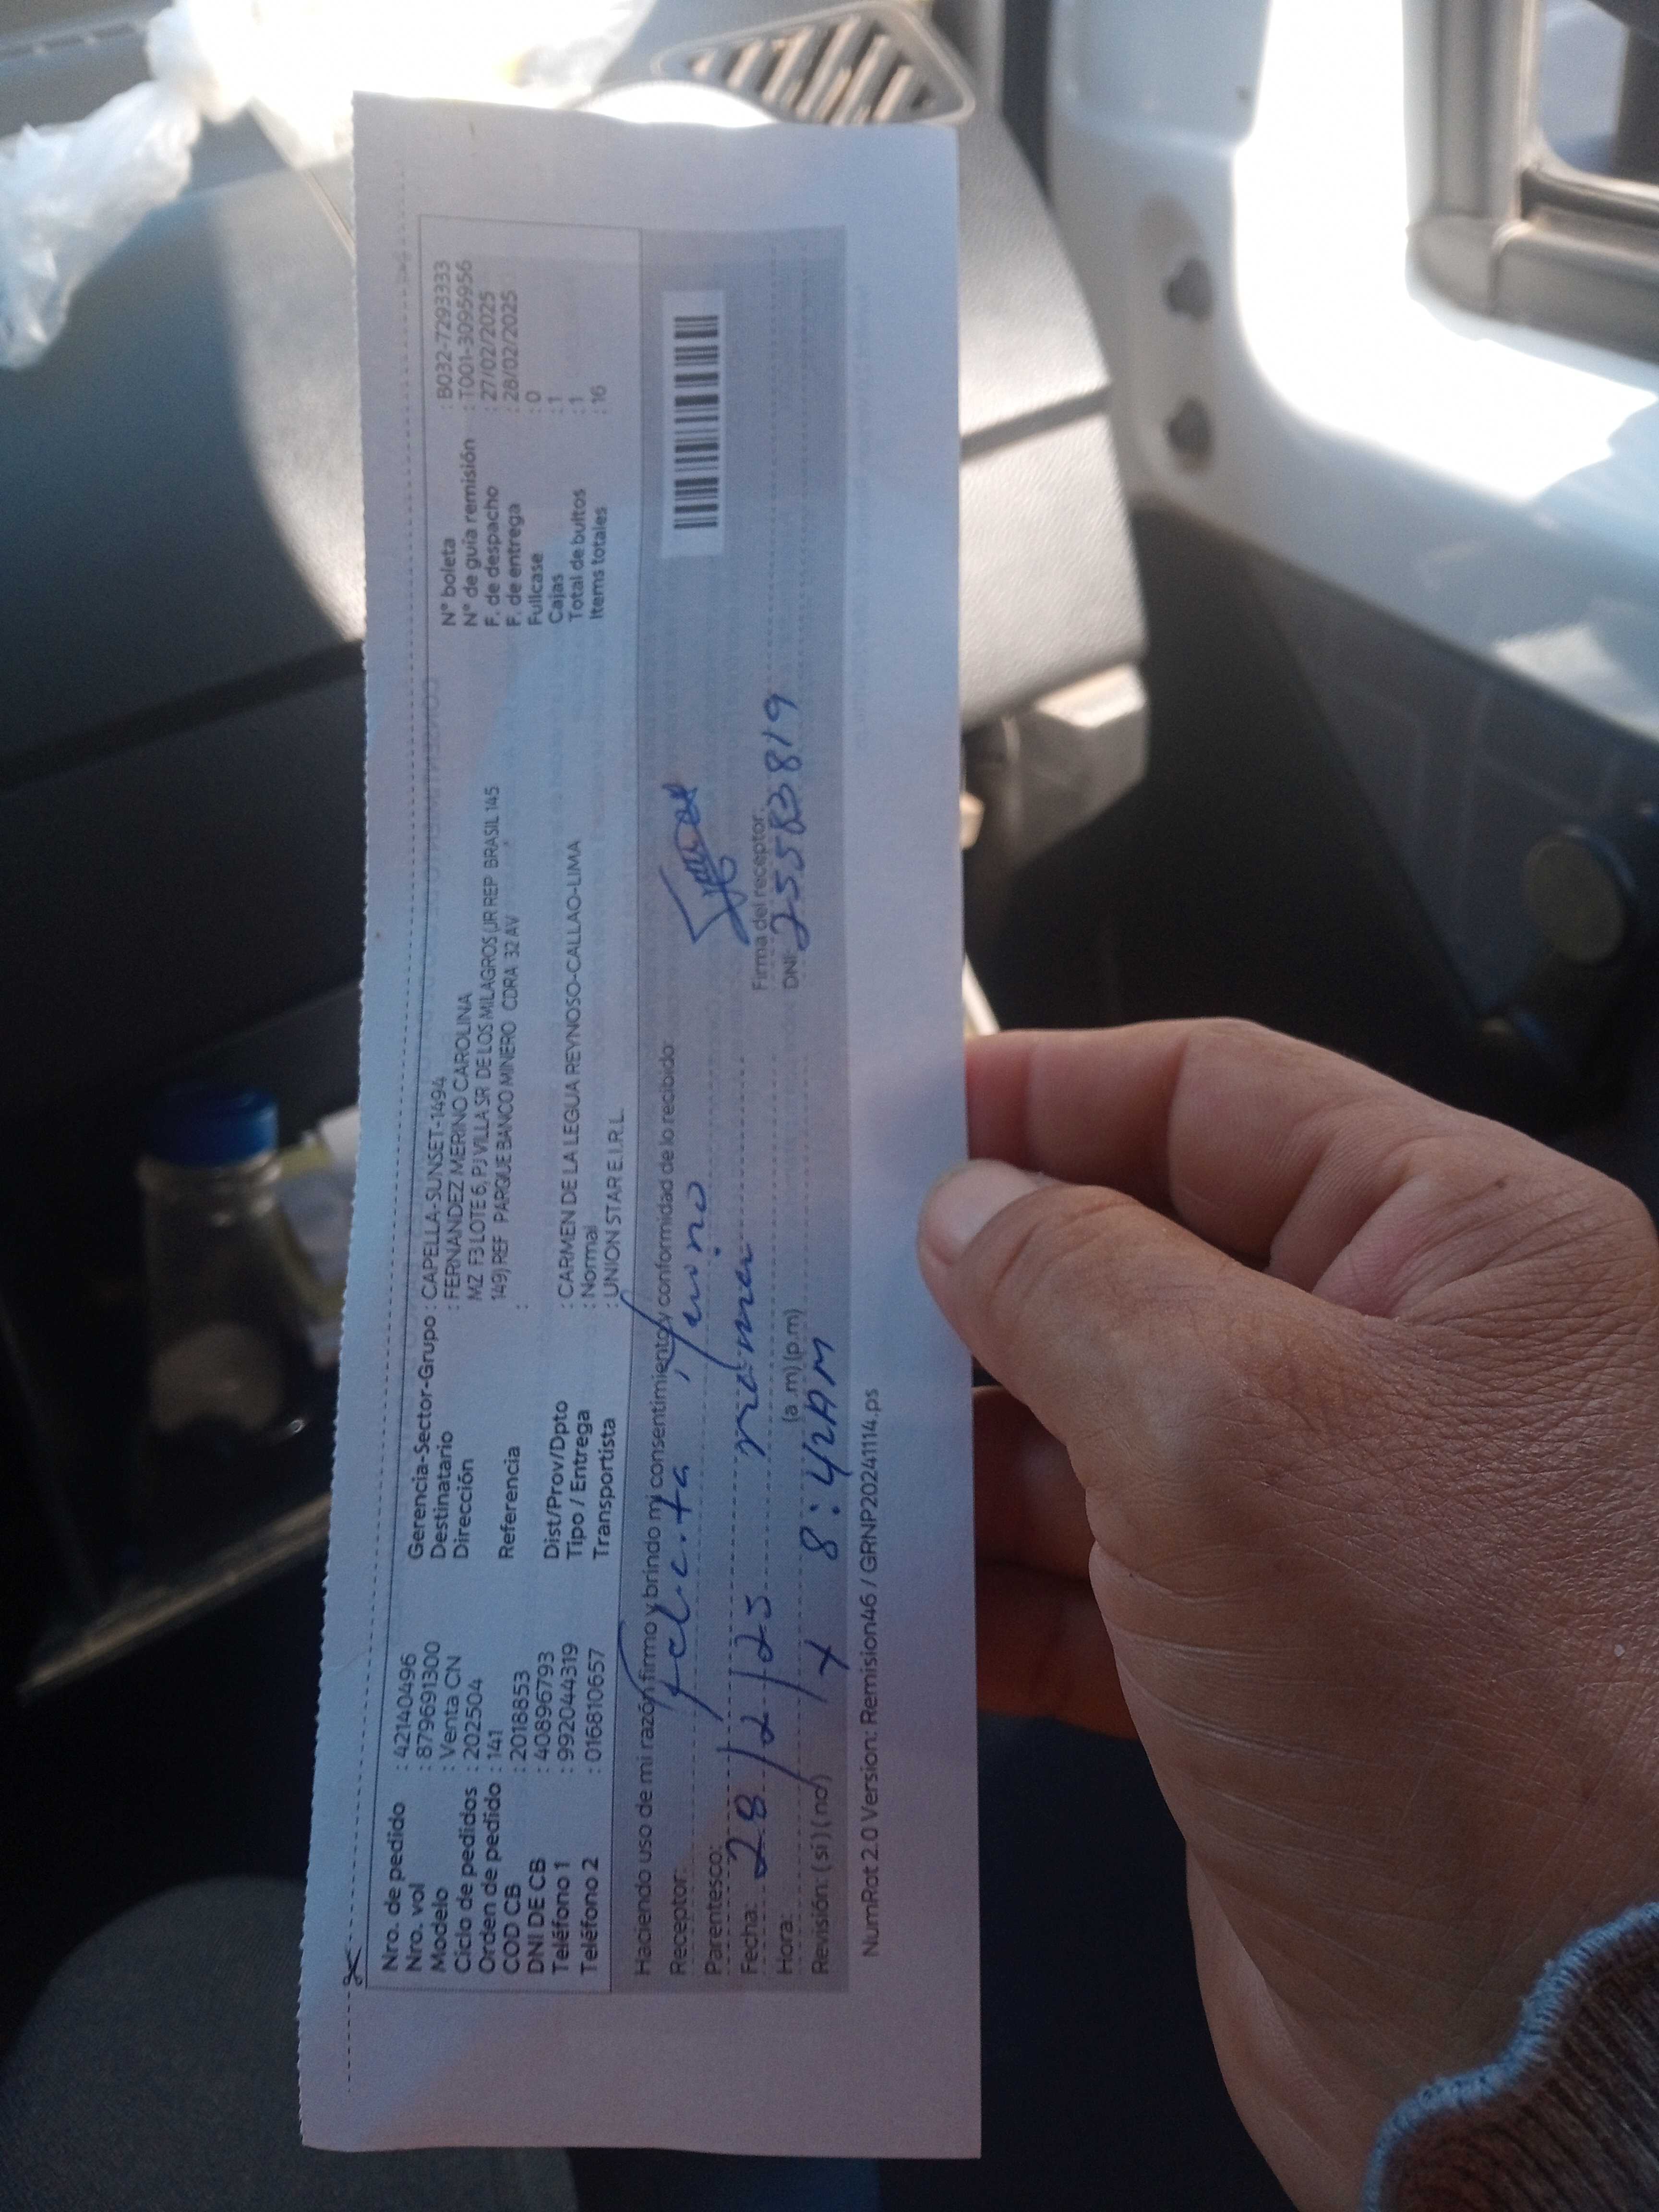 Nro. de pedido : 42140496
Nro. vol : 879691300
Modelo : Venta CN
Ciclo de pedidos : 202504
Orden de pedido : 141
COD CB : 2018853
DNI DE CB : 40896793
Teléfono 1 : 992044319
Teléfono 2 : 016810657
Gerencia-Sector-Grupo : CAPELLA-SUNSET-1494
Destinatario : FERNANDEZ MERINO CAROLINA
Dirección MZ F3 LOTE 6, PJ VILLA SR DE LOS MILAGROS (JR REP BRASIL 145
149) REF PARQUE BANCO MINERO CDRA 32 AV
Referencia :
Dist/Prov/Dpto : CARMEN DE LA LEGUA REYNOSO-CALLAO-LIMA
Tipo / Entrega : Normal
Transportista : UNION STAR E.I.R.L.
N° boleta : B032-7293333
N° de guía remisión : T001-3095956
F. de despacho : 27/02/2025
F. de entrega : 28/02/2025
Fullcase : 0
Cajas : 1
Total de bultos : 1
Items totales : 16
Haciendo uso de mi razón firmo y brindo mi consentimiento y conformidad de lo recibido:
Receptor: Felicita
Parentesco:
Fecha: 28/2/25
Hora: (a.m) (p.m)
Revisión: (si) (no) 8:42AM
Firma del receptor:
DNI: 25583819
NumRot 2.0 Version: Remision46 / GRNP20241114.ps